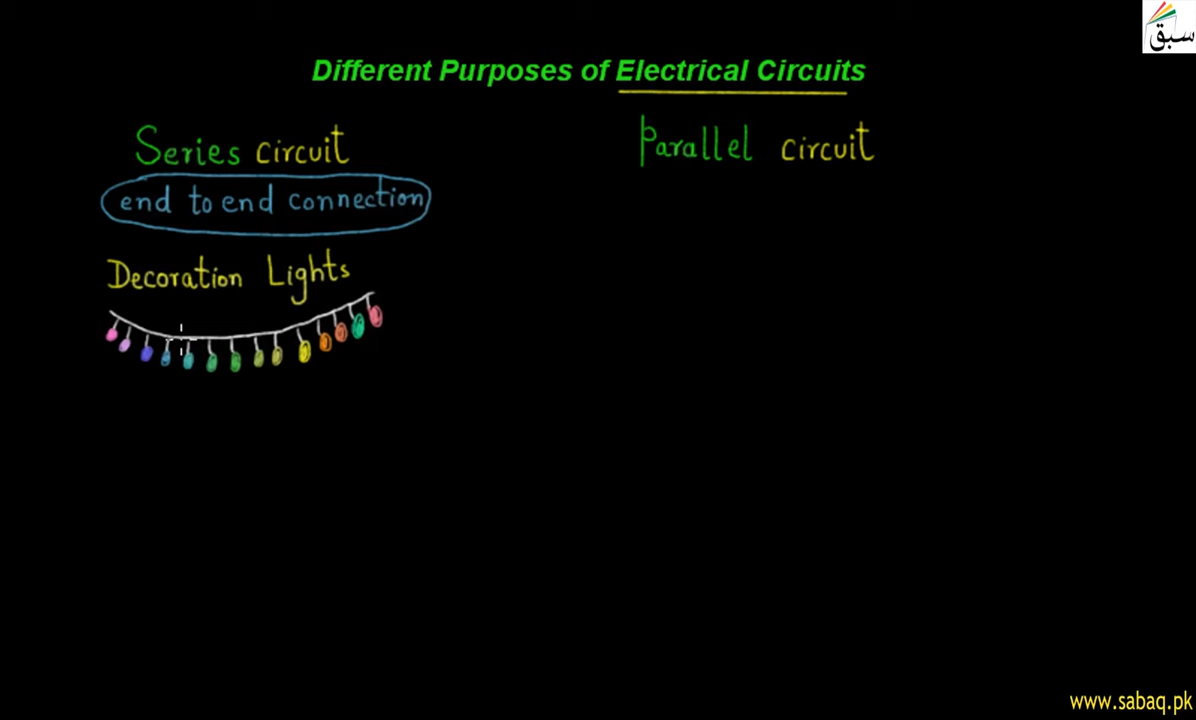 سبق
Different Purposes of Electrical Circuits
Series circuit
end to end connection
Decoration Lights
Parallel circuit
www.sabaq.pk